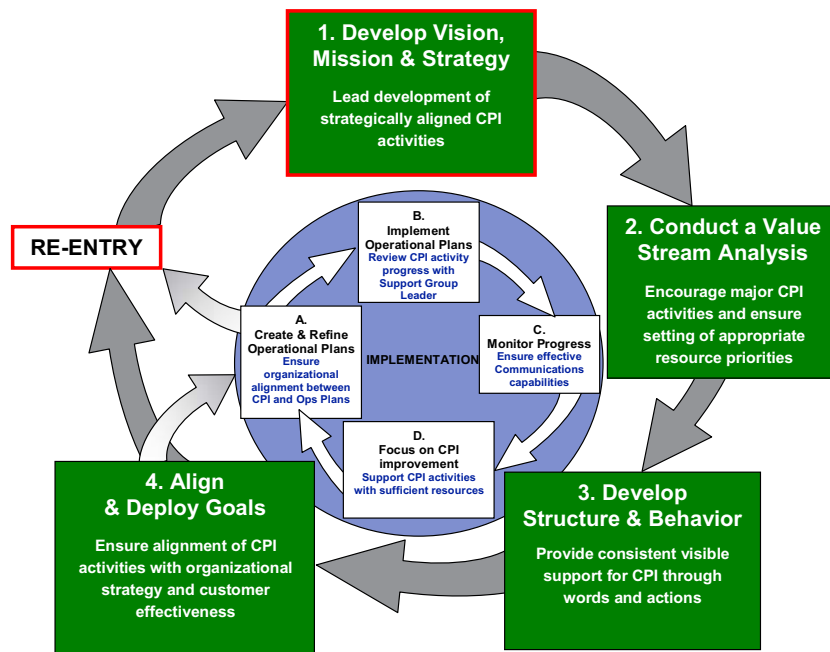 1. Develop Vision,
Mission & Strategy
Lead development of
strategically aligned CPI
activities
RE-ENTRY
B.
Implement
Operational Plans
Review CPI activity
progress with
Support Group
Leader
2. Conduct a Value
Stream Analysis
Encourage major CPI
activities and ensure
setting of appropriate
resource priorities
A.
Create & Refine
Operational Plans
Ensure
organizational
alignment between
CPI and Ops Plans
IMPLEMENTATION
C.
Monitor Progress
Ensure effective
Communications
capabilities
D.
Focus on CPI
improvement
Support CPI activities
with sufficient resources
4. Align
& Deploy Goals
Ensure alignment of CPI
activities with organizational
strategy and customer
effectiveness
3. Develop
Structure & Behavior
Provide consistent visible
support for CPI through
words and actions